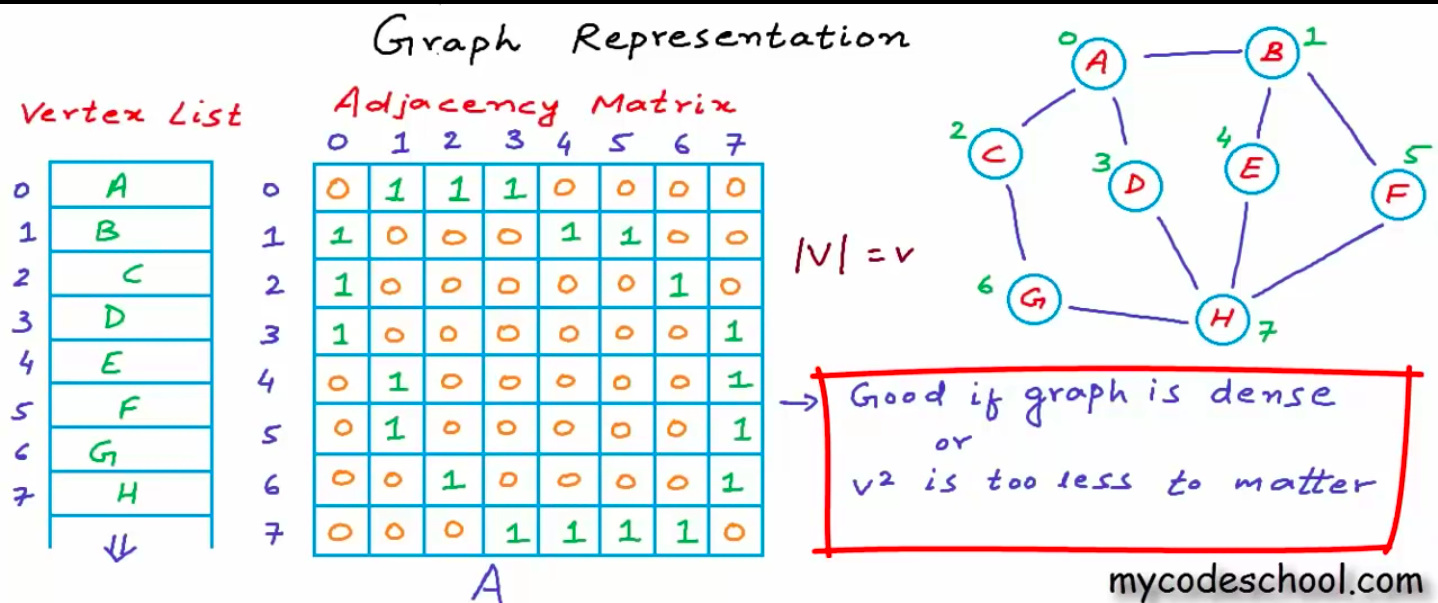 Graph Representation
Vertex List
Adjacency Matrix
0 1 2 3 4 5 6 7
0 A
1 B
2 C
3 D
4 E
5 F
6 G
7 H
0 0 1 1 1 0 0 0 0
1 1 0 0 0 1 1 0 0
2 1 0 0 0 0 0 1 0
3 1 0 0 0 0 0 0 1
4 0 1 0 0 0 0 0 1
5 0 1 0 0 0 0 0 1
6 0 0 1 0 0 0 0 1
7 0 0 0 1 1 1 1 0
A
|V| = v
0 A
B 1
2 C
3 D
4 E
5 F
6 G
H 7
→ Good if graph is dense
or
v² is too less to matter
mycodeschool.com